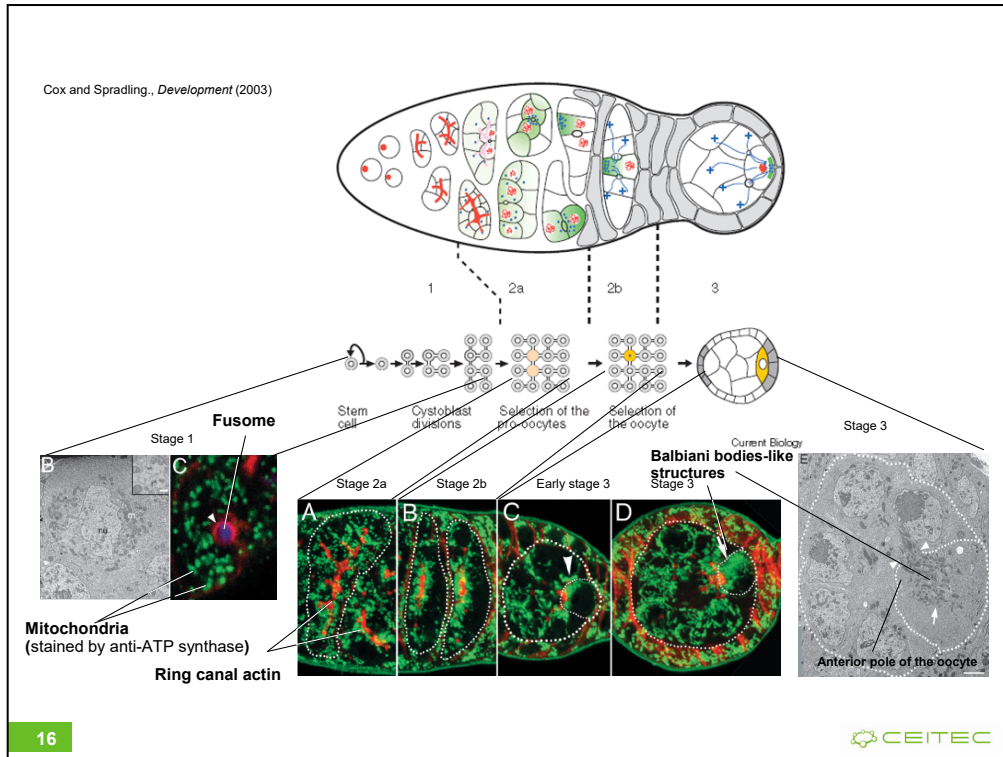 Cox and Spradling., Development (2003)
1 2a 2b 3
Stem
cell
Cystoblast
divisions
Selection of the
pro-oocytes
Selection of
the oocyte
Current Biology
Stage 1
Fusome
Stage 3
Balbiani bodies-like
structures
Stage 2a
Stage 2b
Early stage 3
Stage 3
B
m
nu
C
A
B
C
D
E
Mitochondria
(stained by anti-ATP synthase)
Ring canal actin
Anterior pole of the oocyte
16
CEITEC